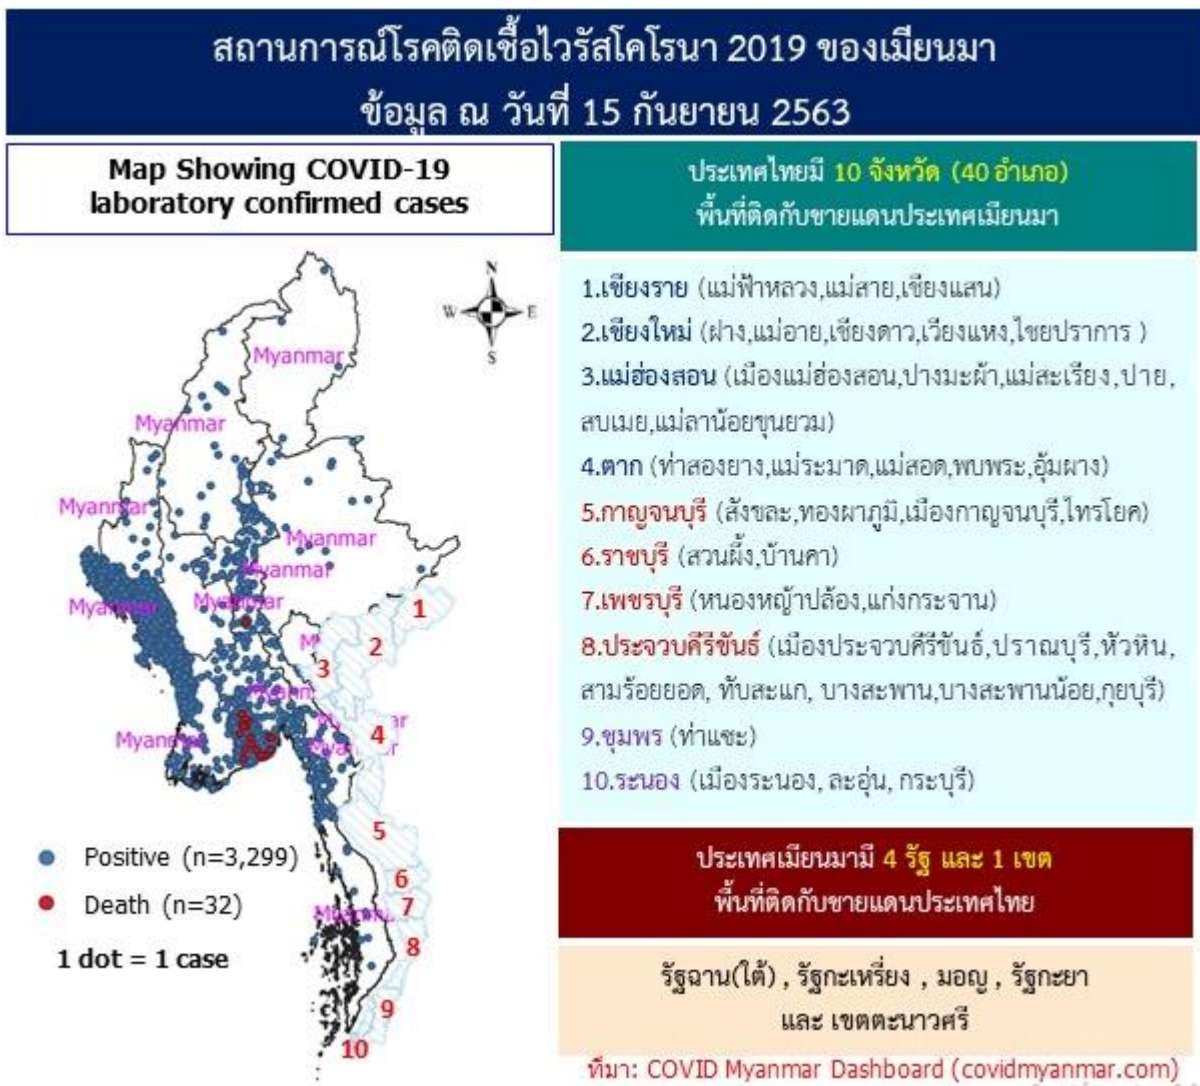 สถานการณ์โรคติดเชื้อไวรัสโคโรนา 2019 ของเมียนมา
ข้อมูล ณ วันที่ 15 กันยายน 2563
Map Showing COVID-19
laboratory confirmed cases
N
W E
S
Myanmar
Myanmar
Myanmar
Myanmar
Myanmar
Myanmar
Myanmar
Myanmar
1
2
3
4
5
6
7
8
9
10
Positive (n=3,299)
Death (n=32)
1 dot = 1 case
ประเทศไทยมี 10 จังหวัด (40 อำเภอ)
พื้นที่ติดกับชายแดนประเทศเมียนมา
1.เชียงราย (แม่ฟ้าหลวง,แม่สาย,เชียงแสน)
2.เชียงใหม่ (ฝาง,แม่อาย,เชียงดาว,เวียงแหง,ไชยปราการ )
3.แม่ฮ่องสอน (เมืองแม่ฮ่องสอน,ปางมะผ้า,แม่สะเรียง,ปาย,
สบเมย,แม่ลาน้อยขุนยวม)
4.ตาก (ท่าสองยาง,แม่ระมาด,แม่สอด,พบพระ,อุ้มผาง)
5.กาญจนบุรี (สังขละ,ทองผาภูมิ,เมืองกาญจนบุรี,ไทรโยค)
6.ราชบุรี (สวนผึ้ง,บ้านคา)
7.เพชรบุรี (หนองหญ้าปล้อง,แก่งกระจาน)
8.ประจวบคีรีขันธ์ (เมืองประจวบคีรีขันธ์,ปราณบุรี,หัวหิน,
สามร้อยยอด, ทับสะแก, บางสะพาน,บางสะพานน้อย,กุยบุรี)
9.ชุมพร (ท่าแซะ)
10.ระนอง (เมืองระนอง, ละอุ่น, กระบุรี)
ประเทศเมียนมามี 4 รัฐ และ 1 เขต
พื้นที่ติดกับชายแดนประเทศไทย
รัฐฉาน(ใต้) , รัฐกะเหรี่ยง , มอญ , รัฐกะยา
และ เขตตะนาวศรี
ที่มา: COVID Myanmar Dashboard (covidmyanmar.com)